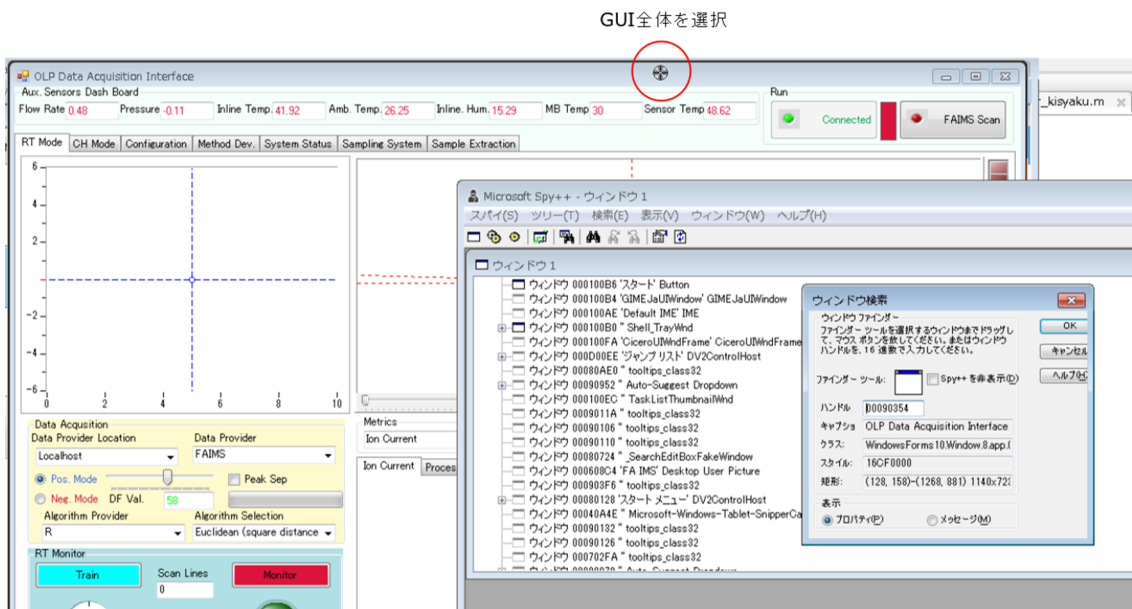 GUI全体を選択
OLP Data Acquisition Interface
Aux. Sensors Dash Board
Flow Rate 0.48 Pressure -0.11 Inline Temp. 41.92 Amb. Temp. 26.25 Inline. Hum. 15.29 MB Temp 30 Sensor Temp 48.62
Run
Connected
FAIMS Scan
_kisyaku.m
RT Mode CH Mode Configuration Method Dev. System Status Sampling System Sample Extraction
6
4
2
-2
-4
-6
0 2 4 6 8 10
Data Acqusition
Data Provider Location Data Provider
Localhost FAIMS
Pos. Mode Peak Sep
Neg. Mode DF Val. 58
Algorithm Provider Algorithm Selection
R Euclidean (square distance
RT Monitor
Train Scan Lines Monitor
0
Metrics
Ion Current
Ion Current Proces
Microsoft Spy++ - ウィンドウ 1
スパイ(S) ツリー(T) 検索(E) 表示(V) ウィンドウ(W) ヘルプ(H)
ウィンドウ 1
ウィンドウ 000100B6 'スタート' Button
ウィンドウ 000100B4 'GIMEJaUIWindow' GIMEJaUIWindow
ウィンドウ 000100AE 'Default IME' IME
ウィンドウ 000100B0 '' Shell_TrayWnd
ウィンドウ 000100FA 'CiceroUIWndFrame' CiceroUIWndFrame
ウィンドウ 000D00EE 'ジャンプ リスト' DV2ControlHost
ウィンドウ 00080AE0 '' tooltips_class32
ウィンドウ 00090952 '' Auto-Suggest Dropdown
ウィンドウ 000100EC '' TaskListThumbnailWnd
ウィンドウ 0009011A '' tooltips_class32
ウィンドウ 00090106 '' tooltips_class32
ウィンドウ 00090110 '' tooltips_class32
ウィンドウ 00080724 '' _SearchEditBoxFakeWindow
ウィンドウ 000608C4 'FA IMS' Desktop User Picture
ウィンドウ 000903F6 '' tooltips_class32
ウィンドウ 00080128 'スタート メニュー' DV2ControlHost
ウィンドウ 00040A4E '' Microsoft-Windows-Tablet-SnipperCa
ウィンドウ 00090132 '' tooltips_class32
ウィンドウ 00090126 '' tooltips_class32
ウィンドウ 000702FA '' tooltips_class32
ウィンドウ検索
ウィンドウ ファインダー
ファインダー ツールを選択するウィンドウまでドラッグし
て、マウス ボタンを放してください。またはウィンドウ
ハンドルを、16 進数で入力してください。
ファインダー ツール: Spy++ を非表示(D)
ハンドル 00090354
キャプショ OLP Data Acquisition Interface
クラス: WindowsForms10.Window.8.app.(
スタイル: 16CF0000
矩形: (128, 158)-(1268, 881) 1140x72
表示
プロパティ(P) メッセージ(M)
OK
キャンセル
ヘルプ(H